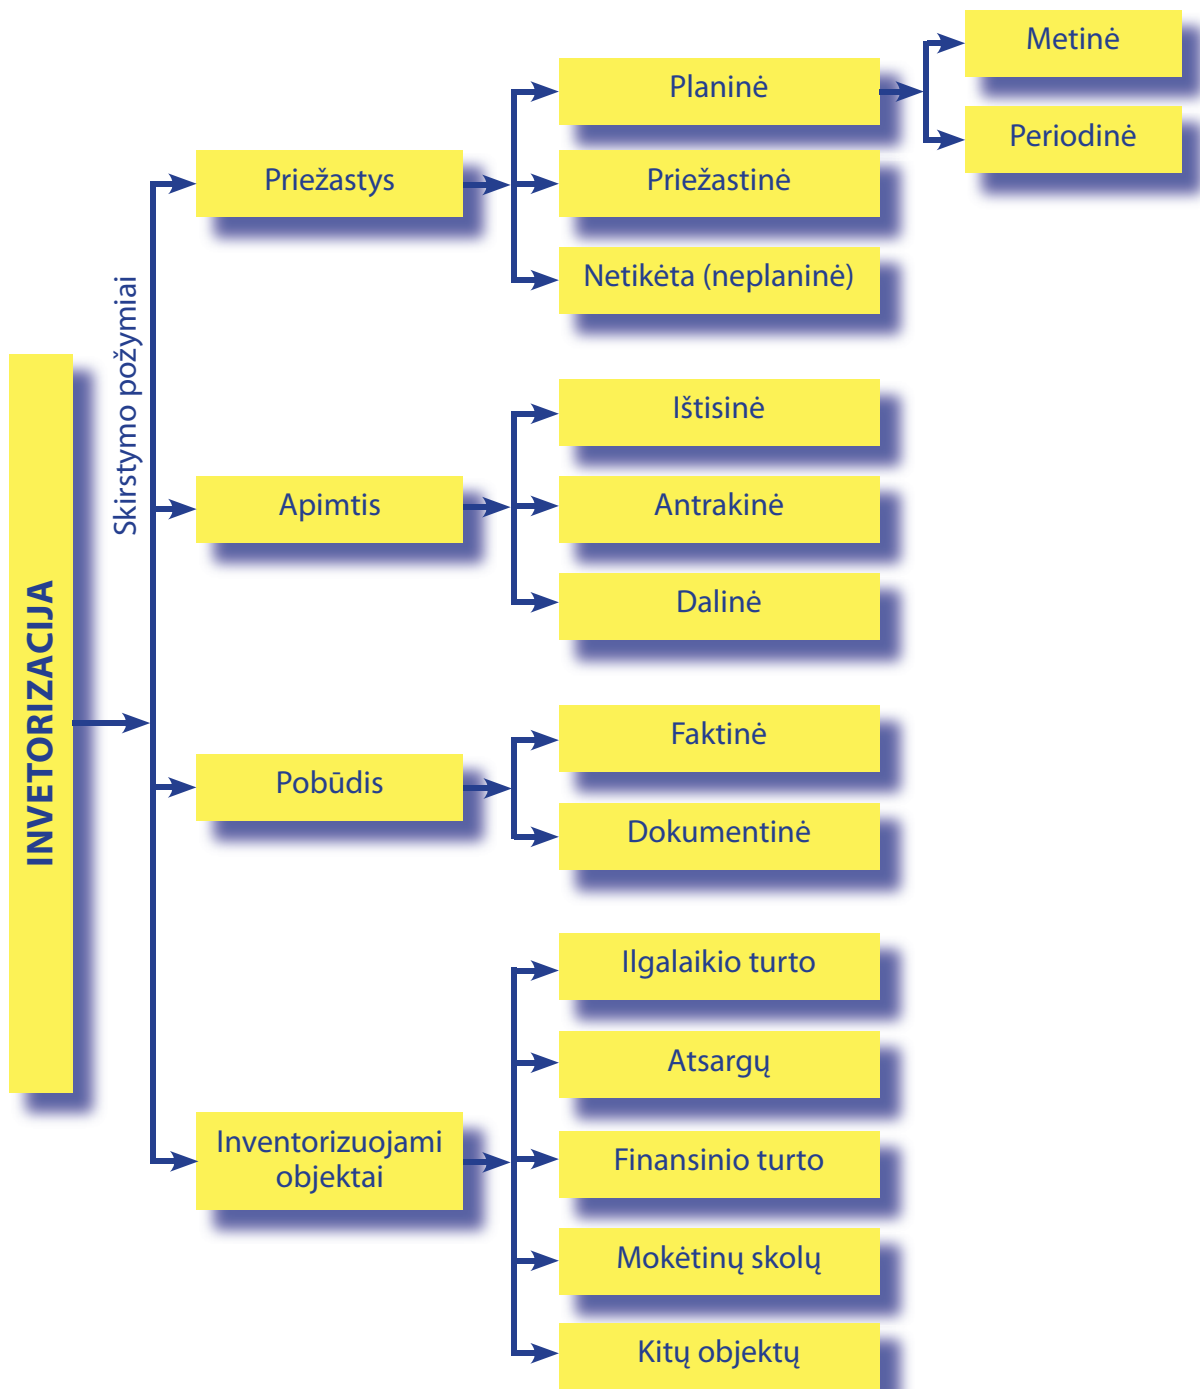 INVETORIZACIJA
Skirstymo požymiai
Priežastys
Planinė
Metinė
Periodinė
Priežastinė
Netikėta (neplaninė)
Apimtis
Ištisinė
Antrakinė
Dalinė
Pobūdis
Faktinė
Dokumentinė
Inventorizuojami
objektai
Ilgalaikio turto
Atsargų
Finansinio turto
Mokėtinų skolų
Kitų objektų